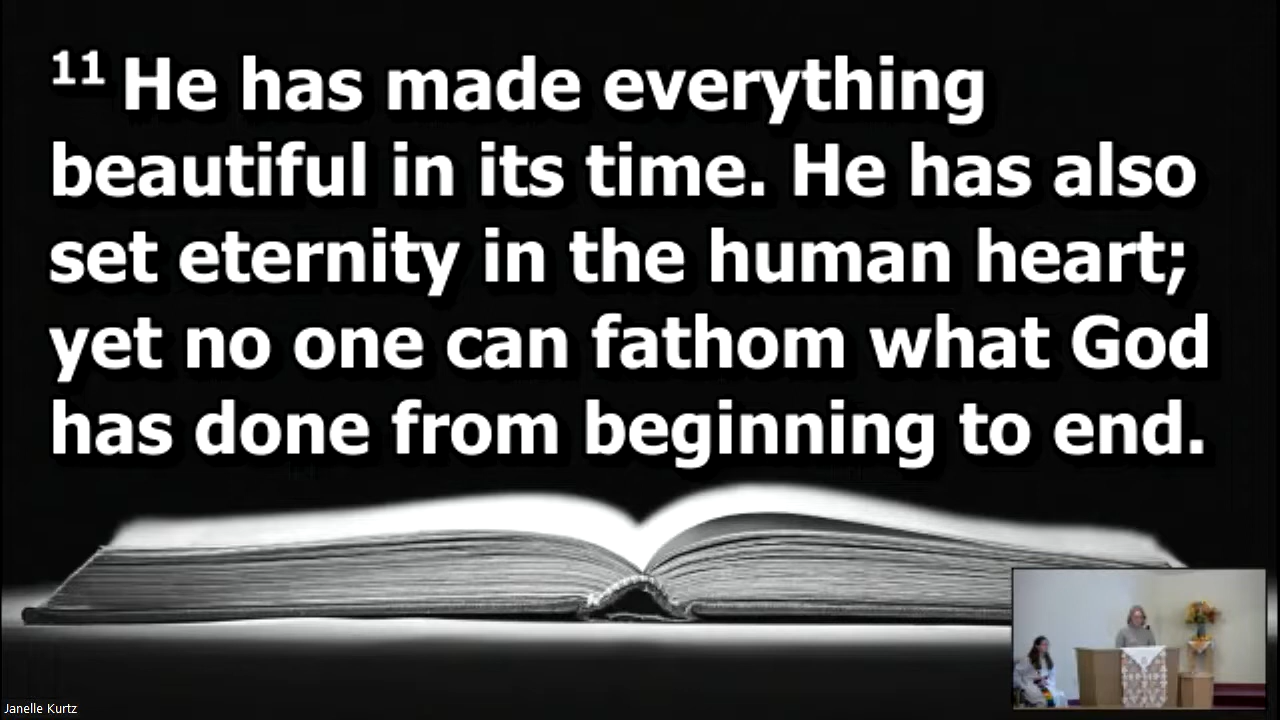 11 He has made everything
beautiful in its time. He has also
set eternity in the human heart;
yet no one can fathom what God
has done from beginning to end.
Janelle Kurtz